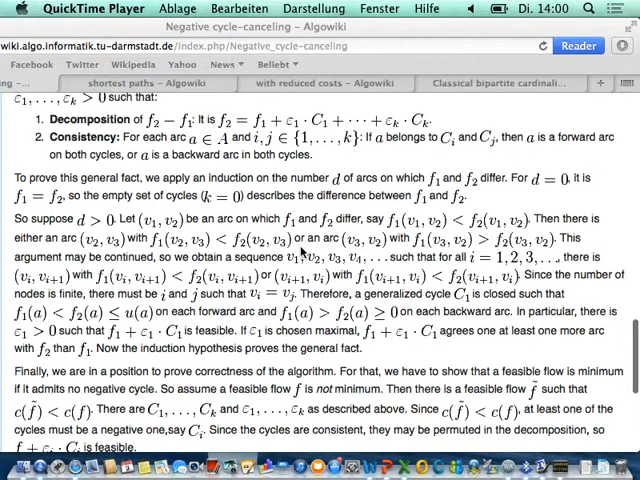 QuickTime Player Ablage Bearbeiten Darstellung Fenster Hilfe Di. 14:00
Negative cycle-canceling - Algowiki
wiki.algo.informatik.tu-darmstadt.de/index.php/Negative_cycle-canceling Reader
Facebook Twitter Wikipedia Yahoo News▼ Beliebt▼
shortest paths - Algowiki with reduced costs - Algowiki Classical bipartite cardinali...
ε₁, . . . , εₖ > 0 such that:
1. Decomposition of f₂ − f₁: It is f₂ = f₁ + ε₁ · C₁ + ⋯ + εₖ · Cₖ.
2. Consistency: For each arc a ∈ A and i, j ∈ {1, . . . , k}: If a belongs to Cᵢ and Cⱼ, then a is a forward arc
on both cycles, or a is a backward arc in both cycles.
To prove this general fact, we apply an induction on the number d of arcs on which f₁ and f₂ differ. For d = 0, it is
f₁ = f₂, so the empty set of cycles (k = 0) describes the difference between f₁ and f₂.
So suppose d > 0. Let (v₁, v₂) be an arc on which f₁ and f₂ differ, say f₁(v₁, v₂) < f₂(v₁, v₂). Then there is
either an arc (v₂, v₃) with f₁(v₂, v₃) < f₂(v₂, v₃) or an arc (v₃, v₂) with f₁(v₃, v₂) > f₂(v₃, v₂). This
argument may be continued, so we obtain a sequence v₁, v₂, v₃, v₄, . . . such that for all i = 1, 2, 3, . . ., there is
(vᵢ, vᵢ₊₁) with f₁(vᵢ, vᵢ₊₁) < f₂(vᵢ, vᵢ₊₁) or (vᵢ₊₁, vᵢ) with f₁(vᵢ₊₁, vᵢ) < f₂(vᵢ₊₁, vᵢ). Since the number of
nodes is finite, there must be i and j such that vᵢ = vⱼ. Therefore, a generalized cycle C₁ is closed such that
f₁(a) < f₂(a) ≤ u(a) on each forward arc and f₁(a) > f₂(a) ≥ 0 on each backward arc. In particular, there is
ε₁ > 0 such that f₁ + ε₁ · C₁ is feasible. If ε₁ is chosen maximal, f₁ + ε₁ · C₁ agrees one at least one more arc
with f₂ than f₁. Now the induction hypothesis proves the general fact.
Finally, we are in a position to prove correctness of the algorithm. For that, we have to show that a feasible flow is minimum
if it admits no negative cycle. So assume a feasible flow f is not minimum. Then there is a feasible flow f̃ such that
c(f̃) < c(f). There are C₁, . . . , Cₖ and ε₁, . . . , εₖ as described above. Since c(f̃) < c(f), at least one of the
cycles must be a negative one,say Cᵢ. Since the cycles are consistent, they may be permuted in the decomposition, so
f + εᵢ · Cᵢ is feasible.